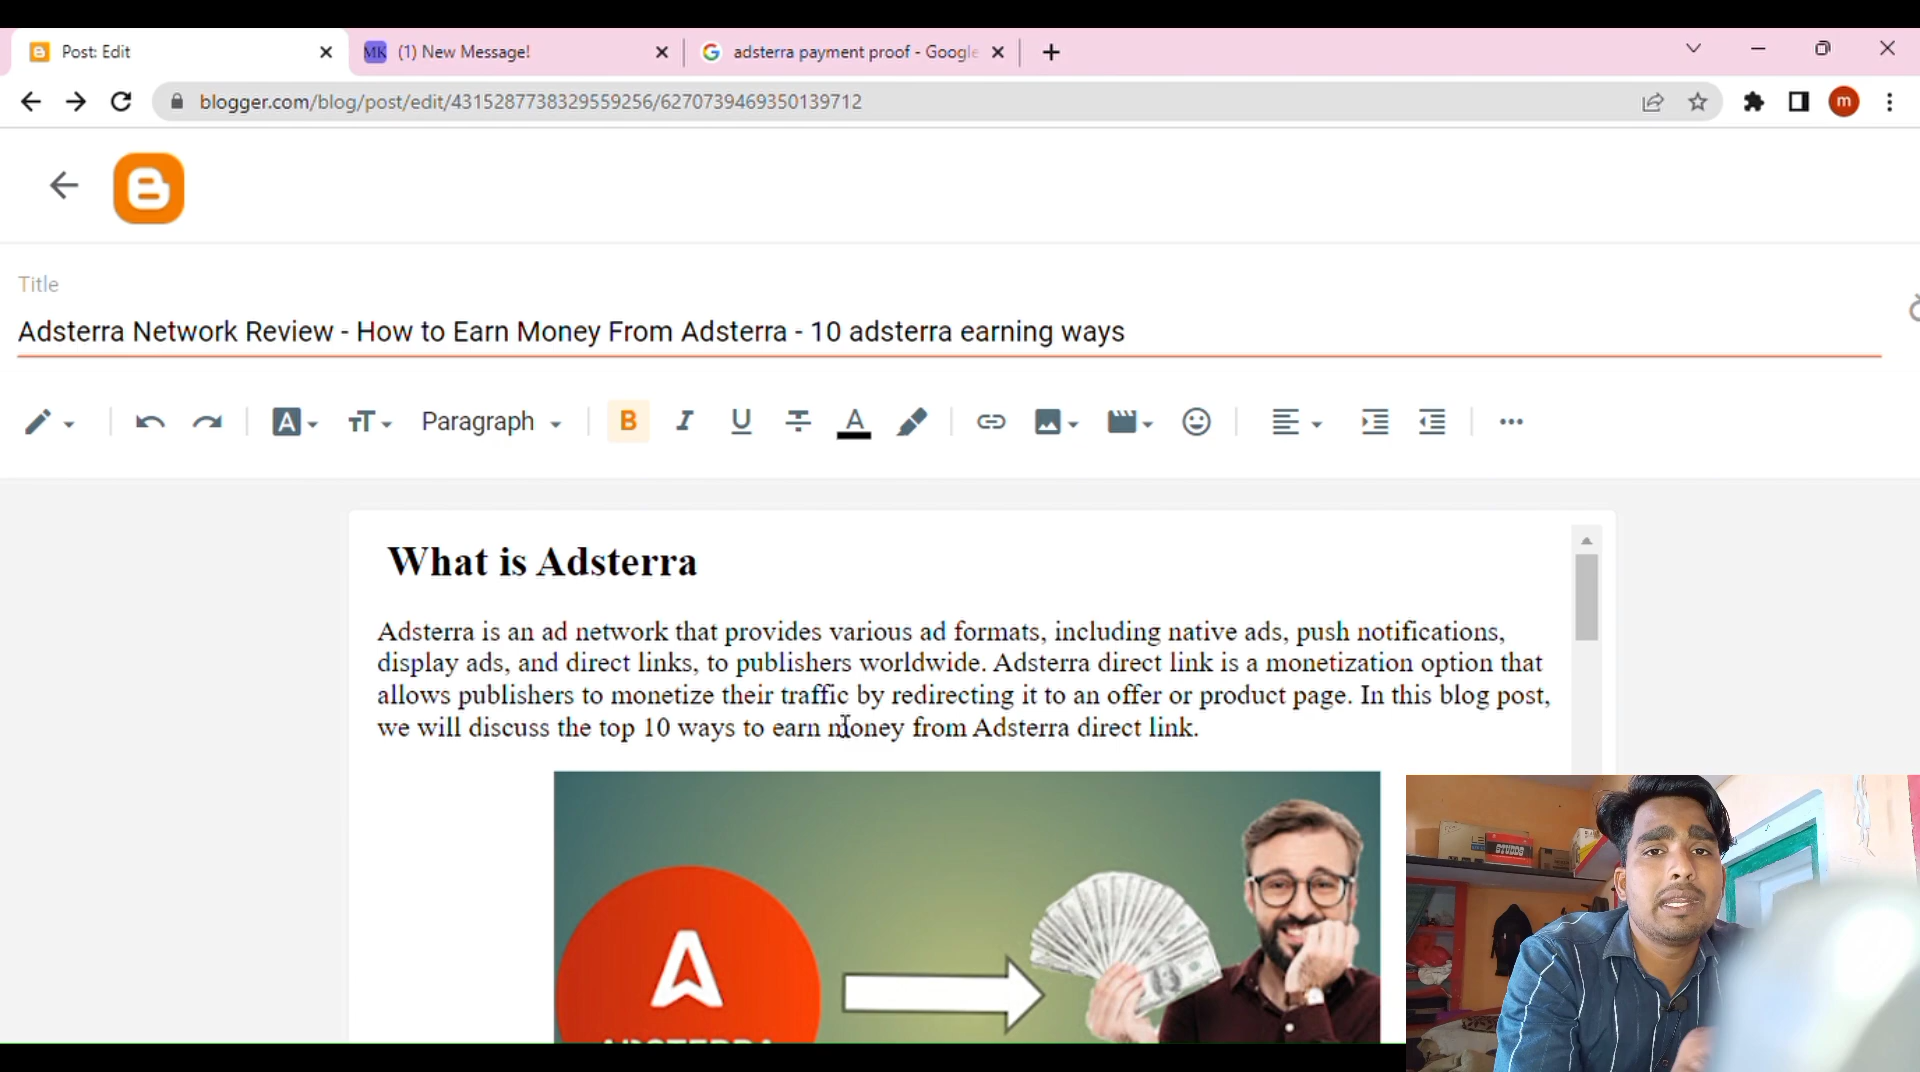 Post: Edit
MK (1) New Message!
G adsterra payment proof - Google
blogger.com/blog/post/edit/4315287738329559256/6270739469350139712
m
Title
Adsterra Network Review - How to Earn Money From Adsterra - 10 adsterra earning ways
Paragraph
What is Adsterra
Adsterra is an ad network that provides various ad formats, including native ads, push notifications,
display ads, and direct links, to publishers worldwide. Adsterra direct link is a monetization option that
allows publishers to monetize their traffic by redirecting it to an offer or product page. In this blog post,
we will discuss the top 10 ways to earn money from Adsterra direct link.
ADSTERRA
STUDDS